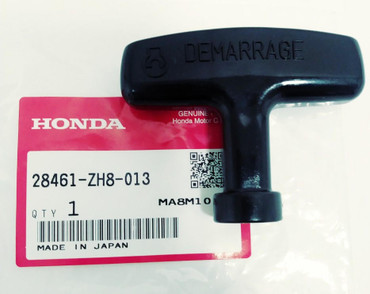 DEMARRAGE
GENUINE
Honda Motor C
HONDA
28461-ZH8-013
QTY 1
MA8M10
MADE IN JAPAN